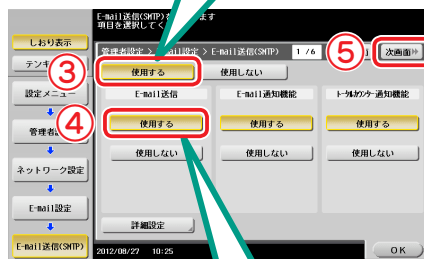 E-mail送信(SMTP)を
ます
項目を選択してく
しおり表示
管理者設定 > 
設定 > E-mail送信(SMTP)
1 /6
⑤
次画面
テンキ
③
使用する
使用しない
設定メニュー
E-mail送信
E-mail通知機能
トータルカウンター通知機能
④
使用する
使用する
使用する
管理者
使用しない
使用しない
使用しない
ネットワーク設定
E-mail設定
詳細設定
E-mail送信(SMTP)
2012/08/27 10:25
OK